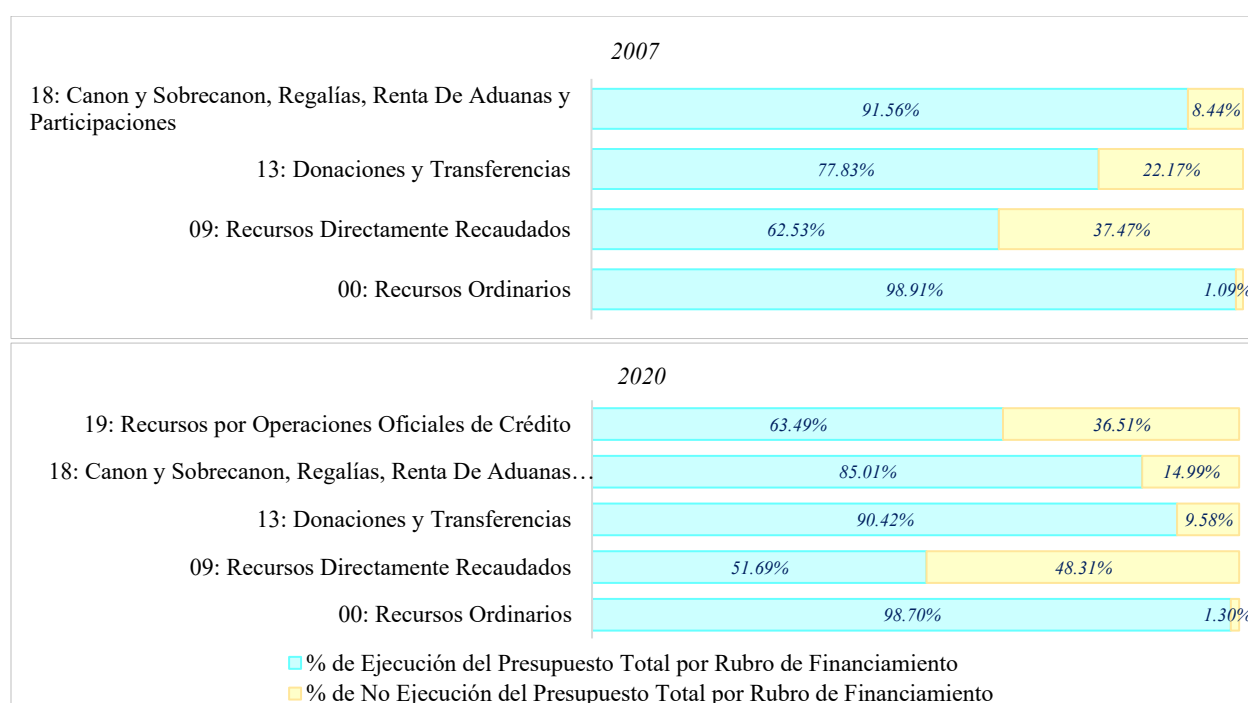 2007
18: Canon y Sobrecanon, Regalías, Renta De Aduanas y
Participaciones
91.56%
8.44%
13: Donaciones y Transferencias
77.83%
22.17%
09: Recursos Directamente Recaudados
62.53%
37.47%
00: Recursos Ordinarios
98.91%
1.09%
2020
19: Recursos por Operaciones Oficiales de Crédito
63.49%
36.51%
18: Canon y Sobrecanon, Regalías, Renta De Aduanas…
85.01%
14.99%
13: Donaciones y Transferencias
90.42%
9.58%
09: Recursos Directamente Recaudados
51.69%
48.31%
00: Recursos Ordinarios
98.70%
1.30%
% de Ejecución del Presupuesto Total por Rubro de Financiamiento
% de No Ejecución del Presupuesto Total por Rubro de Financiamiento